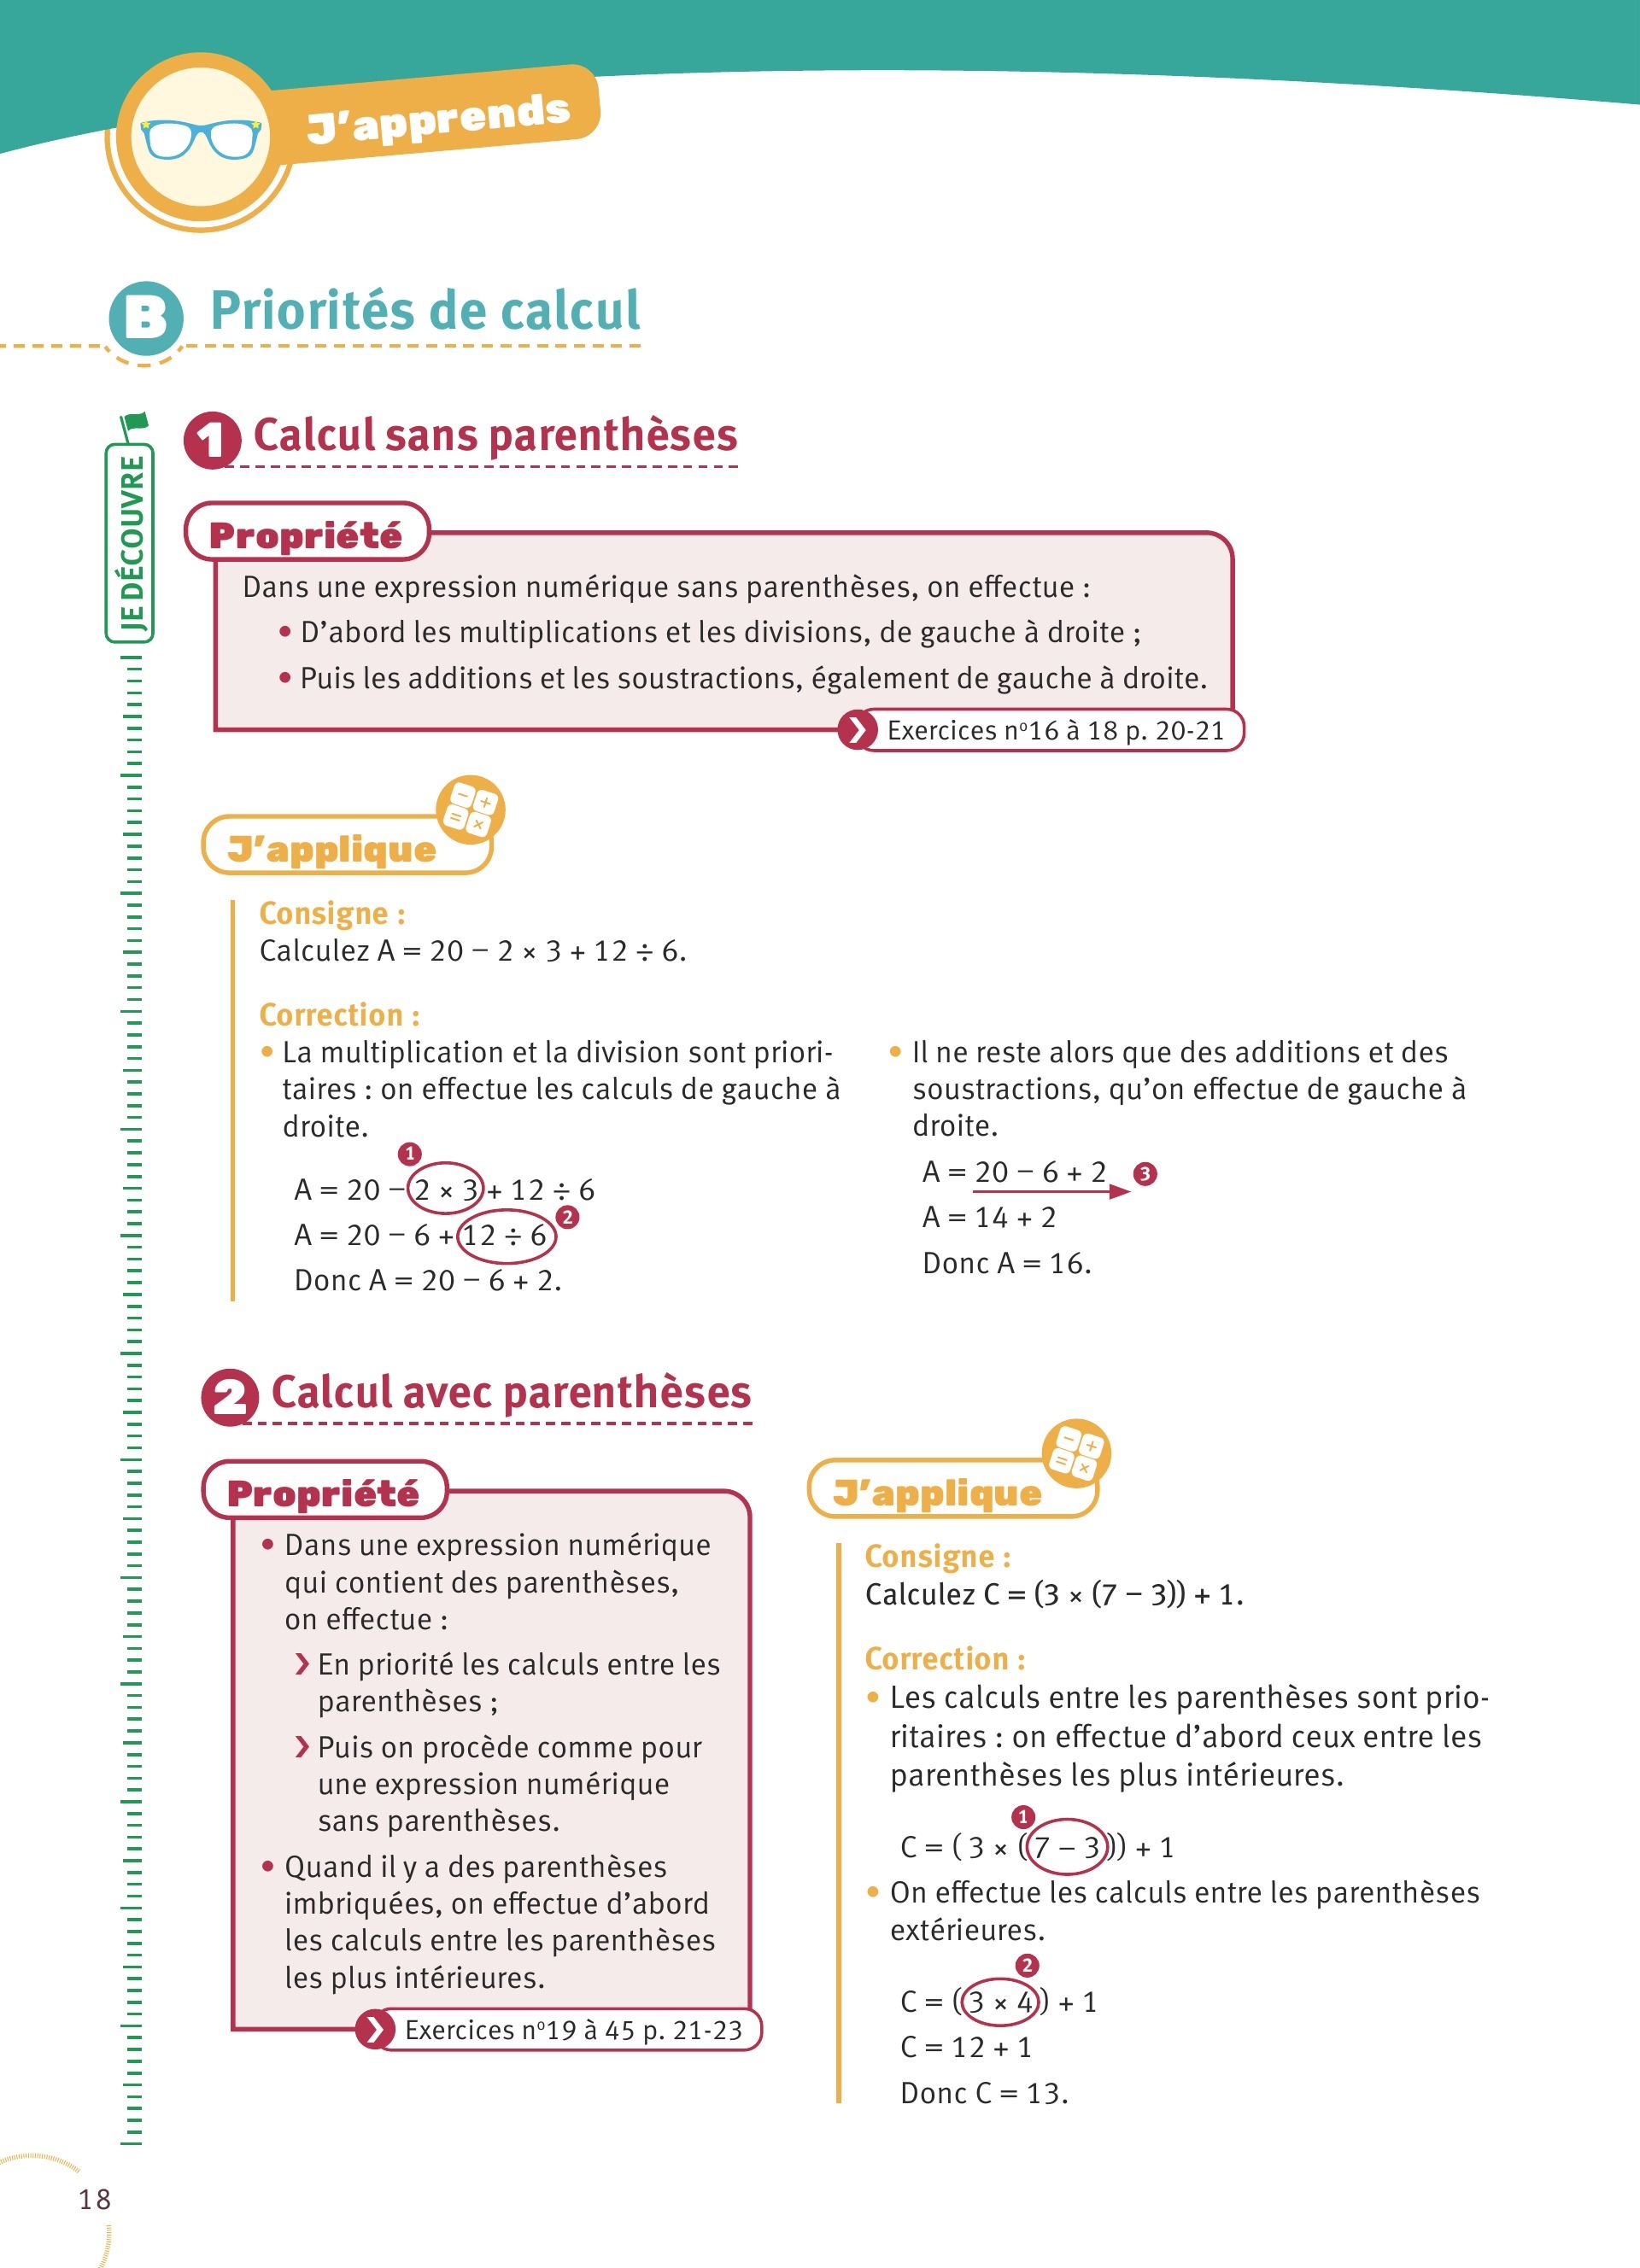 J'apprends
B Priorités de calcul
JE DÉCOUVRE
1 Calcul sans parenthèses
Propriété
Dans une expression numérique sans parenthèses, on effectue :
• D'abord les multiplications et les divisions, de gauche à droite ;
• Puis les additions et les soustractions, également de gauche à droite.
❯ Exercices nº16 à 18 p. 20-21
− + = ×
J'applique
Consigne :
Calculez A = 20 − 2 × 3 + 12 ÷ 6.
Correction :
• La multiplication et la division sont priori-
taires : on effectue les calculs de gauche à
droite.
1
A = 20 − 2 × 3 + 12 ÷ 6
A = 20 − 6 + 12 ÷ 6 2
Donc A = 20 − 6 + 2.
• Il ne reste alors que des additions et des
soustractions, qu'on effectue de gauche à
droite.
A = 20 − 6 + 2 3
A = 14 + 2
Donc A = 16.
2 Calcul avec parenthèses
Propriété
• Dans une expression numérique
qui contient des parenthèses,
on effectue :
❯ En priorité les calculs entre les
parenthèses ;
❯ Puis on procède comme pour
une expression numérique
sans parenthèses.
• Quand il y a des parenthèses
imbriquées, on effectue d'abord
les calculs entre les parenthèses
les plus intérieures.
❯ Exercices nº19 à 45 p. 21-23
− + = ×
J'applique
Consigne :
Calculez C = (3 × (7 − 3)) + 1.
Correction :
• Les calculs entre les parenthèses sont prio-
ritaires : on effectue d'abord ceux entre les
parenthèses les plus intérieures.
1
C = ( 3 × (7 − 3)) + 1
• On effectue les calculs entre les parenthèses
extérieures.
2
C = (3 × 4) + 1
C = 12 + 1
Donc C = 13.
18